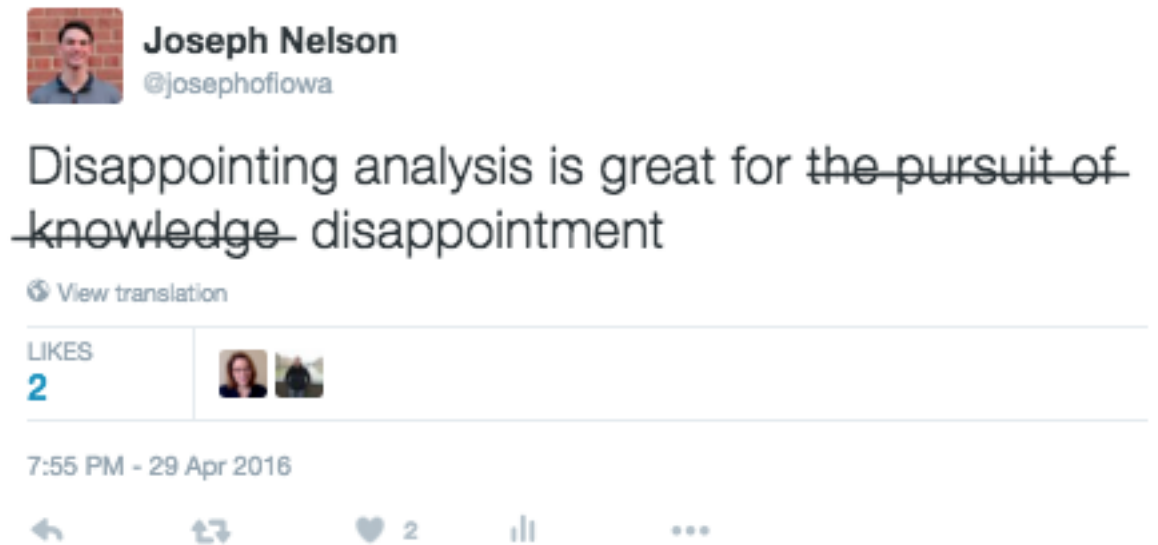 Joseph Nelson
@josephofiowa
Disappointing analysis is great for the pursuit of
knowledge disappointment
View translation
LIKES
2
7:55 PM - 29 Apr 2016
2